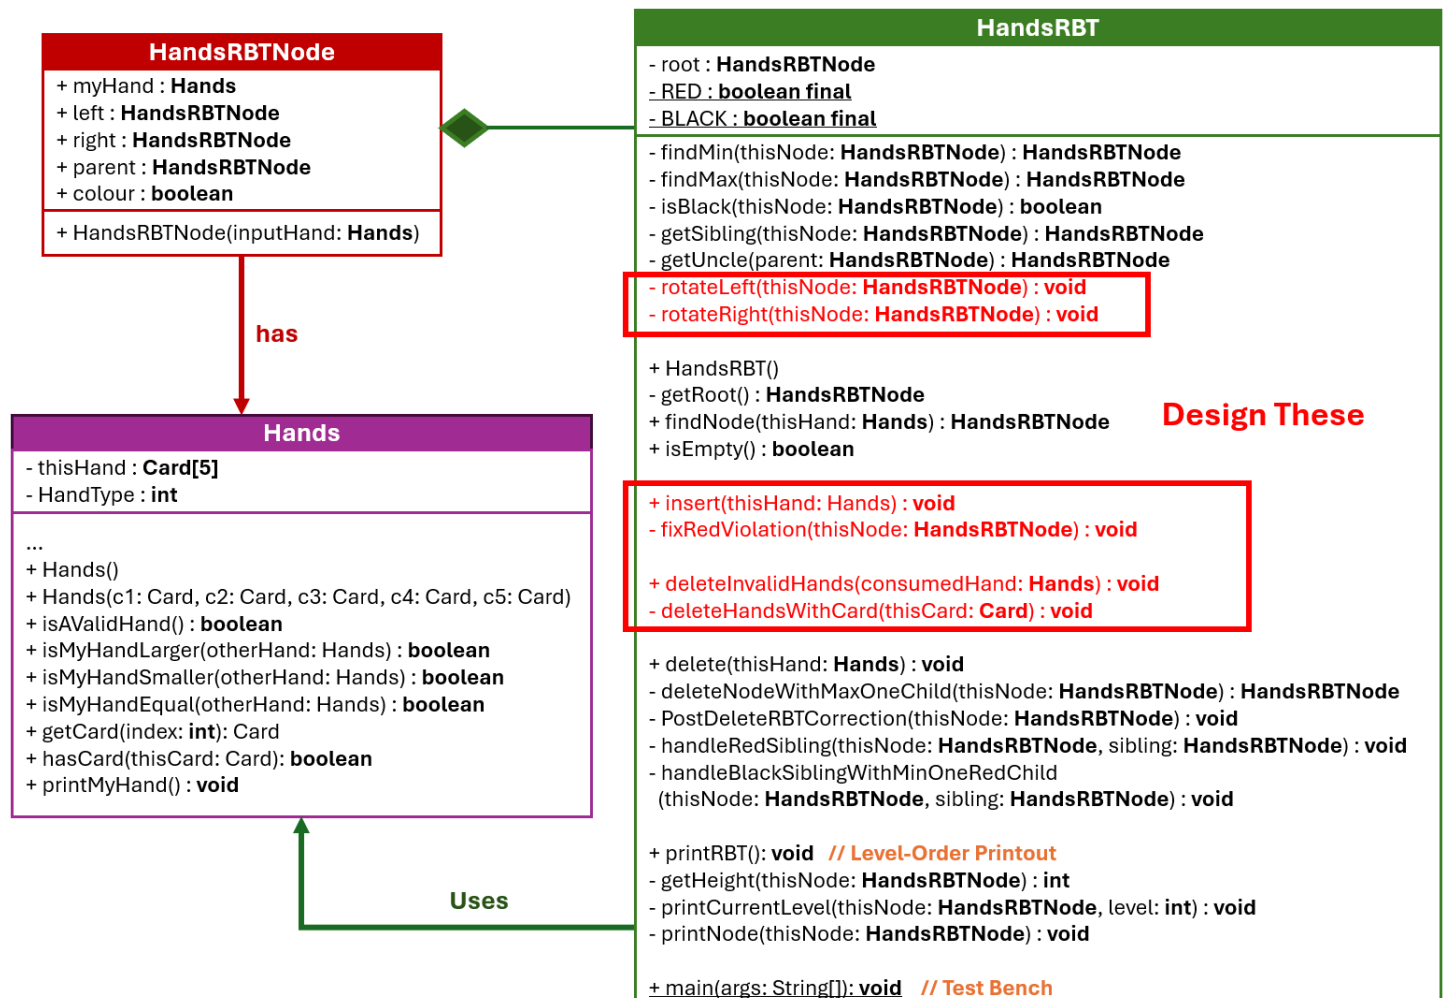 HandsRBTNode
+ myHand : Hands
+ left : HandsRBTNode
+ right : HandsRBTNode
+ parent : HandsRBTNode
+ colour : boolean
+ HandsRBTNode(inputHand: Hands)
has
Hands
- thisHand : Card[5]
- HandType : int
...
+ Hands()
+ Hands(c1: Card, c2: Card, c3: Card, c4: Card, c5: Card)
+ isAValidHand() : boolean
+ isMyHandLarger(otherHand: Hands) : boolean
+ isMyHandSmaller(otherHand: Hands) : boolean
+ isMyHandEqual(otherHand: Hands) : boolean
+ getCard(index: int): Card
+ hasCard(thisCard: Card): boolean
+ printMyHand() : void
Uses
HandsRBT
- root : HandsRBTNode
- RED : boolean final
- BLACK : boolean final
- findMin(thisNode: HandsRBTNode) : HandsRBTNode
- findMax(thisNode: HandsRBTNode) : HandsRBTNode
- isBlack(thisNode: HandsRBTNode) : boolean
- getSibling(thisNode: HandsRBTNode) : HandsRBTNode
- getUncle(parent: HandsRBTNode) : HandsRBTNode
- rotateLeft(thisNode: HandsRBTNode) : void
- rotateRight(thisNode: HandsRBTNode) : void
+ HandsRBT()
- getRoot() : HandsRBTNode
+ findNode(thisHand: Hands) : HandsRBTNode
+ isEmpty() : boolean
Design These
+ insert(thisHand: Hands) : void
- fixRedViolation(thisNode: HandsRBTNode) : void
+ deleteInvalidHands(consumedHand: Hands) : void
- deleteHandsWithCard(thisCard: Card) : void
+ delete(thisHand: Hands) : void
- deleteNodeWithMaxOneChild(thisNode: HandsRBTNode) : HandsRBTNode
- PostDeleteRBTCorrection(thisNode: HandsRBTNode) : void
- handleRedSibling(thisNode: HandsRBTNode, sibling: HandsRBTNode) : void
- handleBlackSiblingWithMinOneRedChild
(thisNode: HandsRBTNode, sibling: HandsRBTNode) : void
+ printRBT(): void // Level-Order Printout
- getHeight(thisNode: HandsRBTNode) : int
- printCurrentLevel(thisNode: HandsRBTNode, level: int) : void
- printNode(thisNode: HandsRBTNode) : void
+ main(args: String[]): void // Test Bench